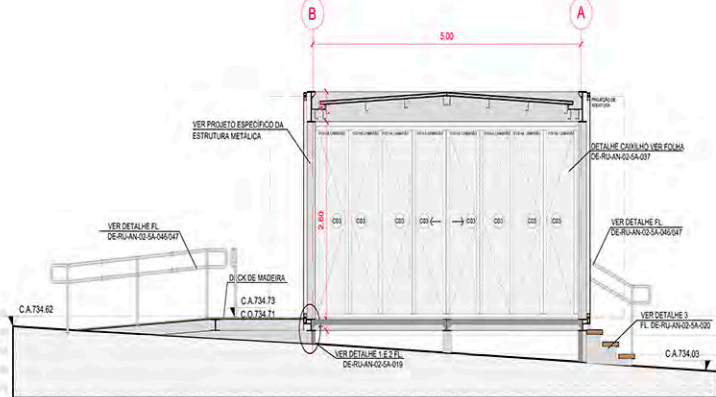 B
A
5.00
PROJEÇÃO DE
ABERTURA
VER PROJETO ESPECÍFICO DA
ESTRUTURA METÁLICA
DETALHE CAIXILHO VER FOLHA
DE-RU-AN-02-5A-037
2.60
C03
C03
C03
C03
C03
C03
C03
C03
VER DETALHE FL.
DE-RU-AN-02-5A-046/047
VER DETALHE FL.
DE-RU-AN-02-5A-046/047
DECK DE MADEIRA
C.A.734.62
C.A.734.73
C.O.734.71
VER DETALHE 3
FL. DE-RU-AN-02-5A-020
VER DETALHE 1 E 2 FL.
DE-RU-AN-02-5A-019
C.A.734.03